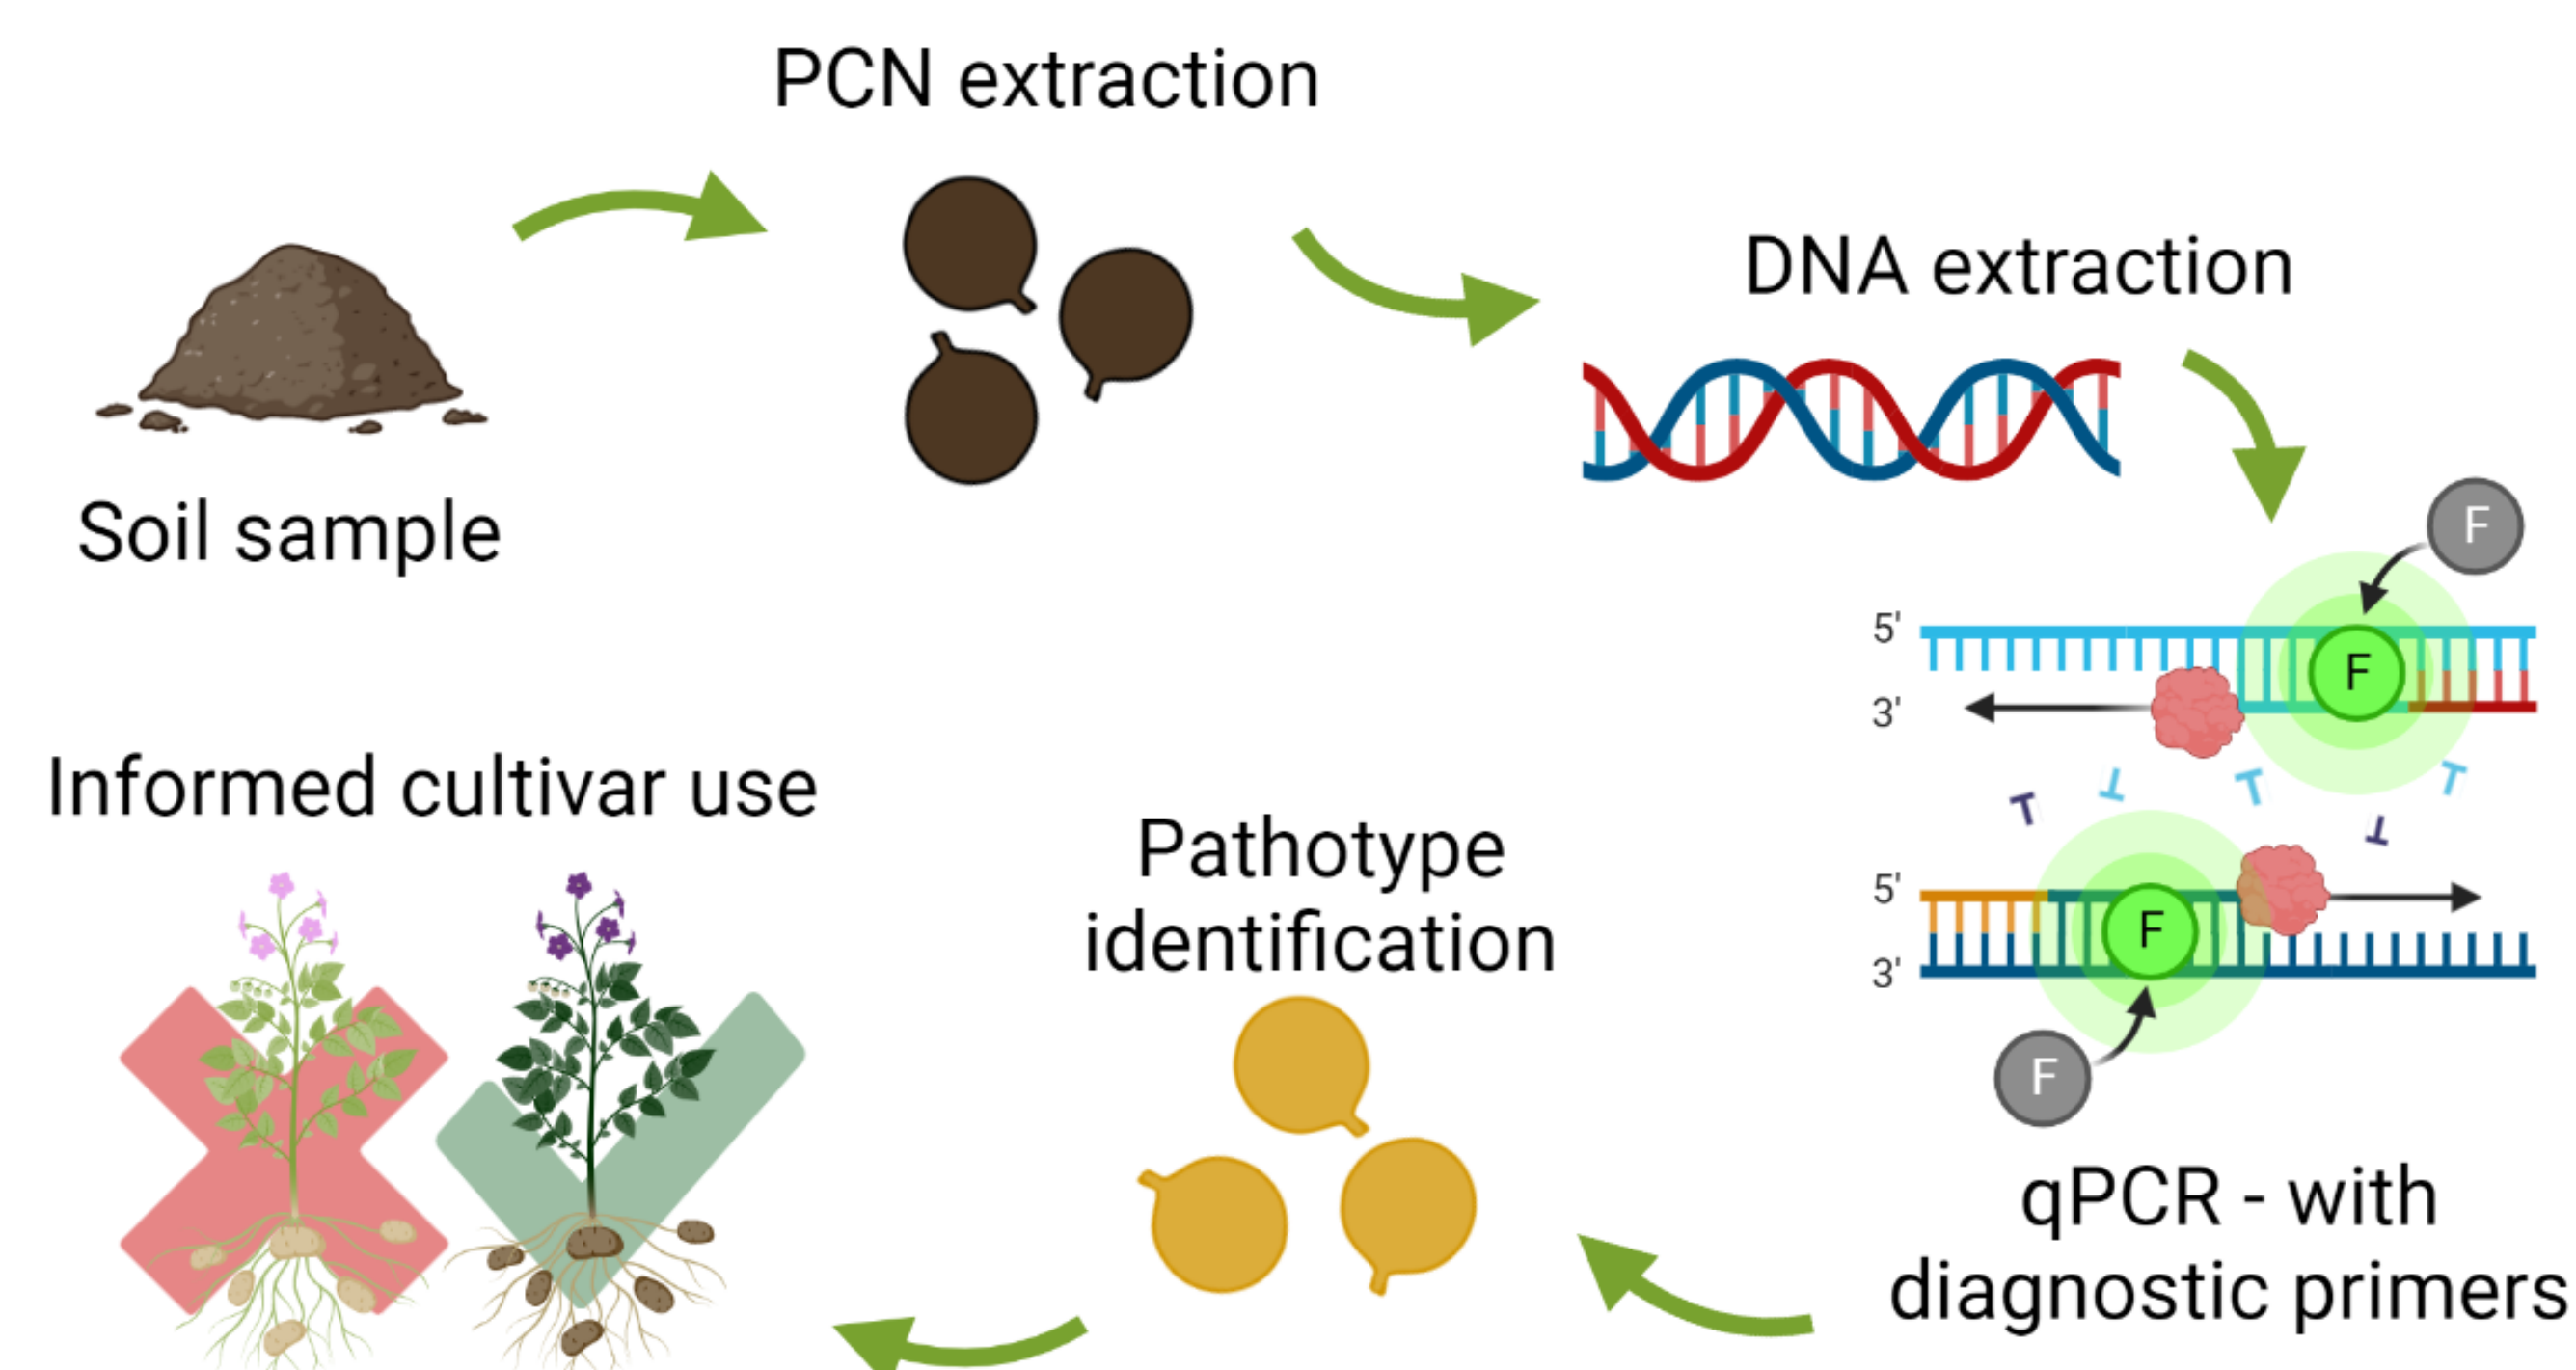 PCN extraction
Soil sample
DNA extraction
F
5'
F
3'
5'
F
3'
F
qPCR - with
diagnostic primers
Pathotype
identification
Informed cultivar use